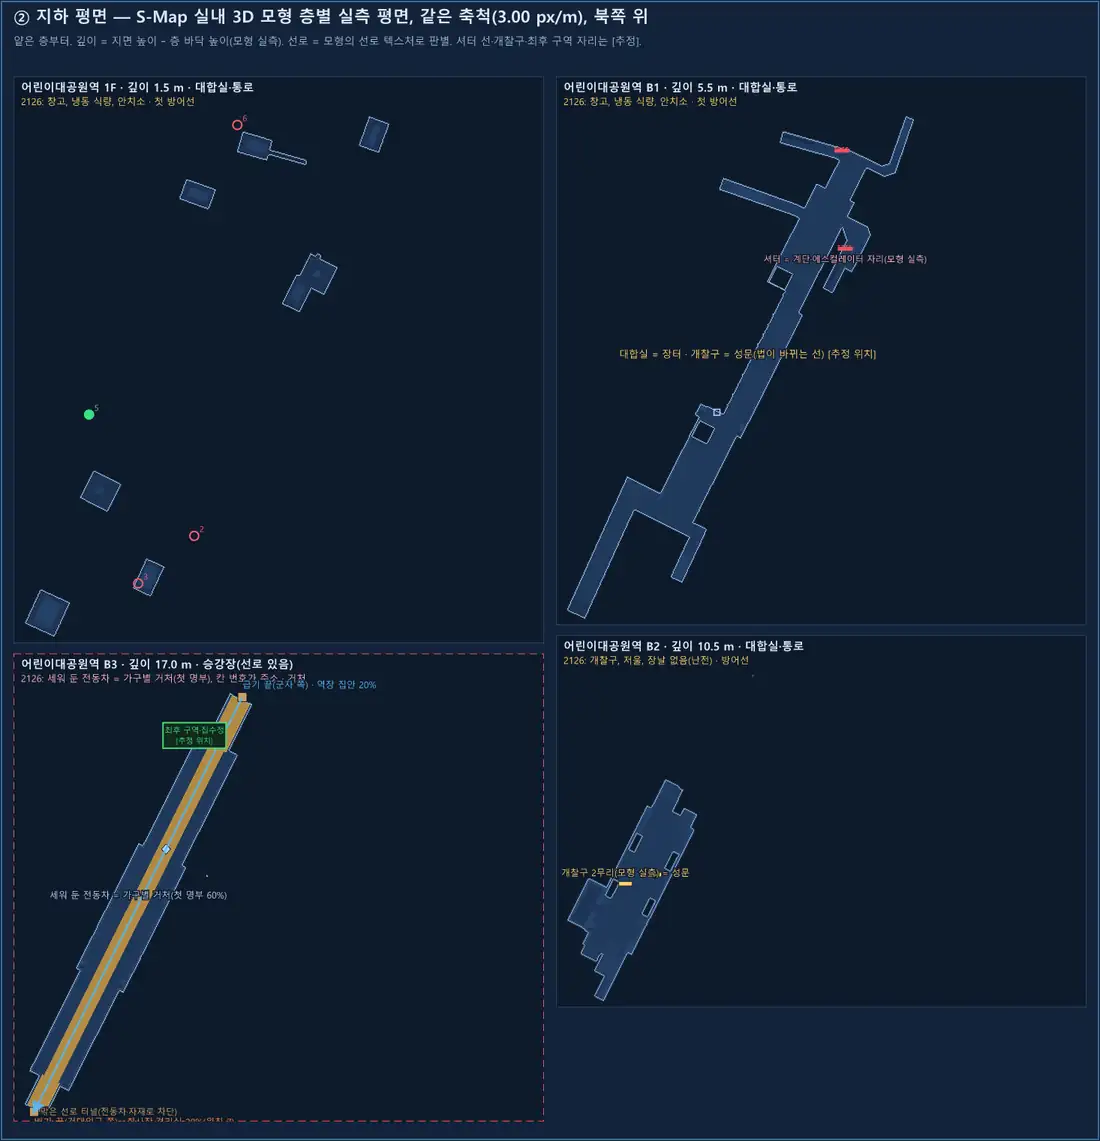 ② 지하 평면 — S-Map 실내 3D 모형 층별 실측 평면, 같은 축척(3.00 px/m), 북쪽 위
얕은 층부터. 깊이 = 지면 높이 − 층 바닥 높이(모형 실측). 선로 = 모형의 선로 텍스처로 판별. 셔터 선·개찰구·최후 구역 자리는 [추정].
어린이대공원역 1F · 깊이 1.5 m · 대합실·통로
2126: 창고, 냉동 식량, 안치소 · 첫 방어선
6
5
2
3
어린이대공원역 B1 · 깊이 5.5 m · 대합실·통로
2126: 창고, 냉동 식량, 안치소 · 첫 방어선
셔터 = 계단·에스컬레이터 자리(모형 실측)
대합실 = 장터 · 개찰구 = 성문(법이 바뀌는 선) [추정 위치]
어린이대공원역 B3 · 깊이 17.0 m · 승강장(선로 있음)
2126: 세워 둔 전동차 = 가구별 거처(첫 명부), 칸 번호가 주소 · 거처
급기 끝(군자 쪽) · 역장 집안 20%
최후 구역·집수정
[추정 위치]
세워 둔 전동차 = 가구별 거처(첫 명부 60%)
막은 선로 터널(전동차·자재로 차단)
어린이대공원역 B2 · 깊이 10.5 m · 대합실·통로
2126: 개찰구, 저울, 장날 없음(난전) · 방어선
개찰구 2무리(모형 실측) = 성문